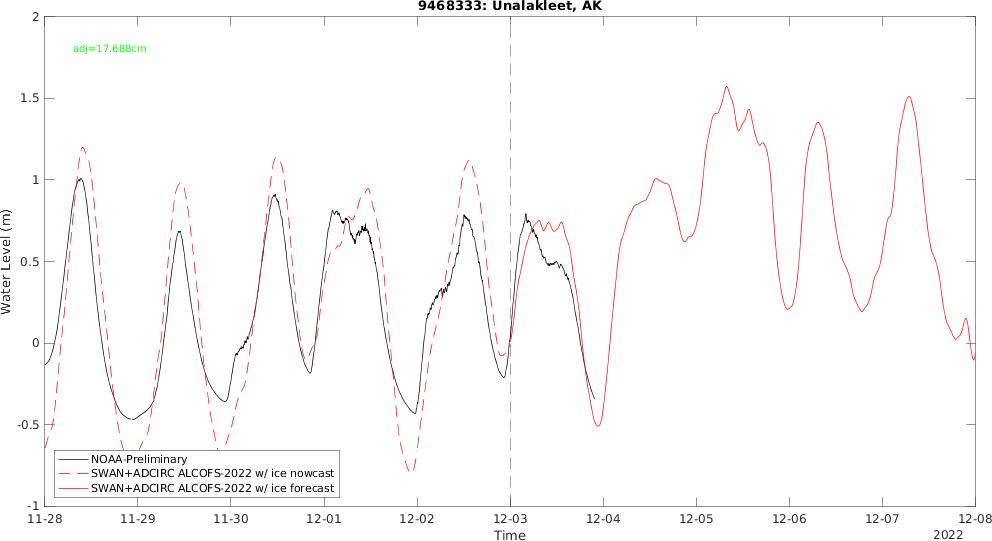 9468333: Unalakleet, AK
adj=17.688cm
2
1.5
1
0.5
0
-0.5
-1
Water Level (m)
NOAA-Preliminary
SWAN+ADCIRC ALCOFS-2022 w/ ice nowcast
SWAN+ADCIRC ALCOFS-2022 w/ ice forecast
11-28 11-29 11-30 12-01 12-02 12-03 12-04 12-05 12-06 12-07 12-08
Time
2022